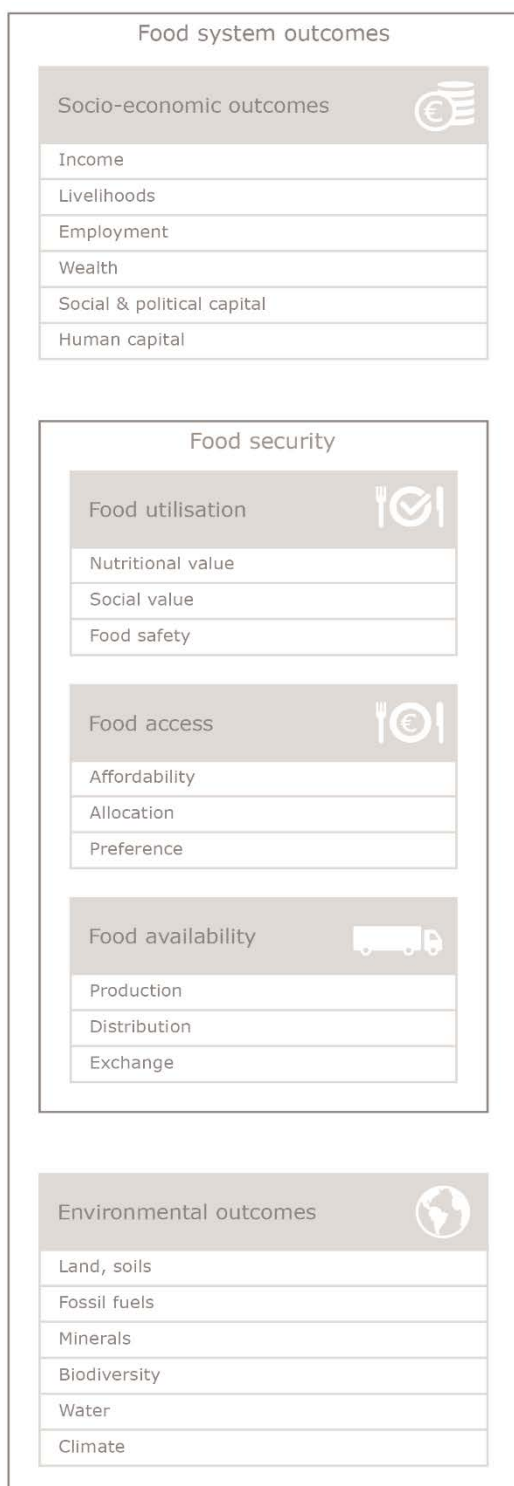 Food system outcomes
Socio-economic outcomes
€
Income
Livelihoods
Employment
Wealth
Social & political capital
Human capital
Food security
Food utilisation
Nutritional value
Social value
Food safety
Food access
€
Affordability
Allocation
Preference
Food availability
Production
Distribution
Exchange
Environmental outcomes
Land, soils
Fossil fuels
Minerals
Biodiversity
Water
Climate